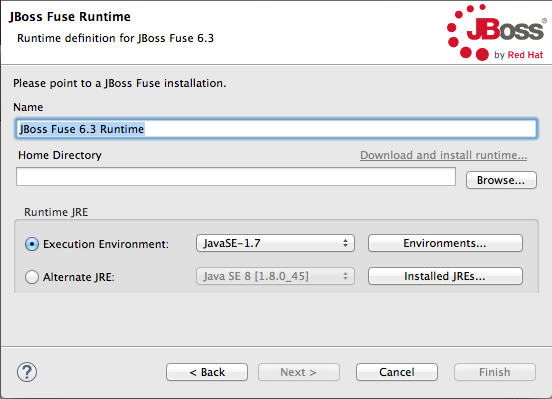 JBoss Fuse Runtime
Runtime definition for JBoss Fuse 6.3
JBoss®
by Red Hat
Please point to a JBoss Fuse installation.
Name
JBoss Fuse 6.3 Runtime
Home Directory
Download and install runtime...
Browse...
Runtime JRE
Execution Environment:
JavaSE-1.7
Environments...
Alternate JRE:
Java SE 8 [1.8.0_45]
Installed JREs...
?
< Back
Next >
Cancel
Finish